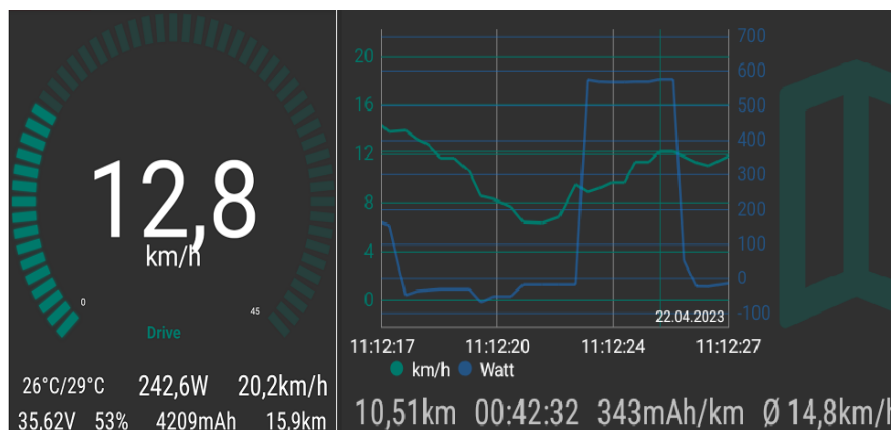 12,8
km/h
0
45
Drive
26°C/29°C 242,6W 20,2km/h
35,62V 53% 4209mAh 15,9km
20
16
12
8
4
0
700
600
500
400
300
200
100
0
-100
22.04.2023
11:12:17 11:12:20 11:12:24 11:12:27
km/h Watt
10,51km 00:42:32 343mAh/km Ø 14,8km/h